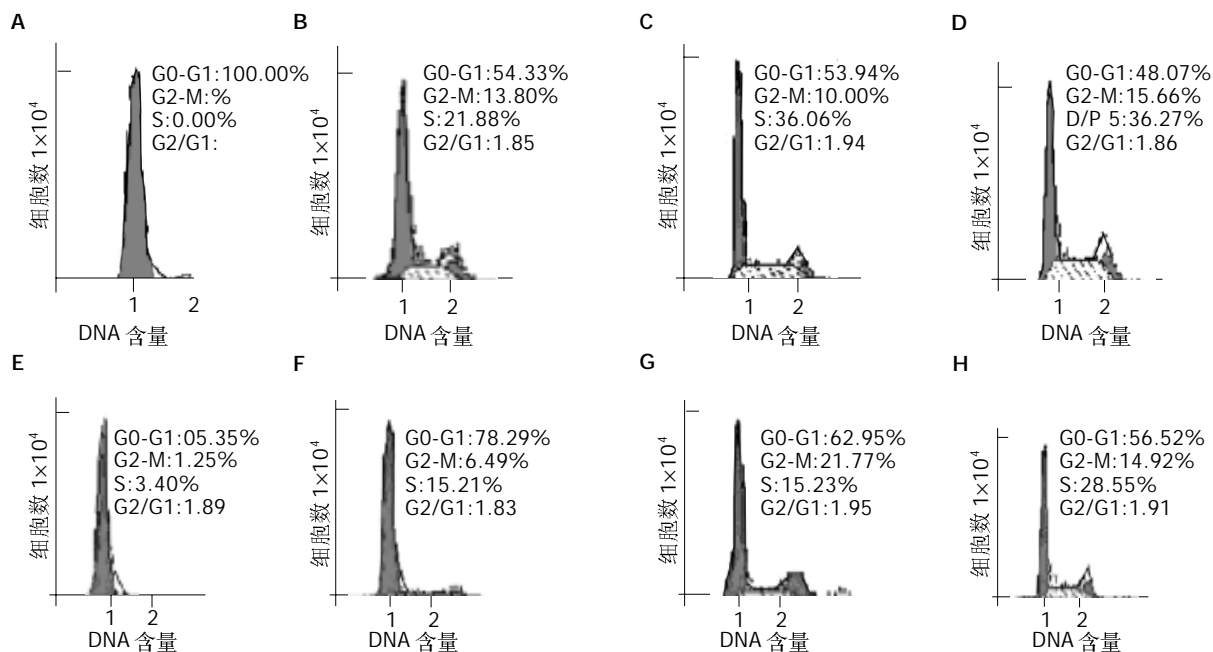 A
细胞数 1×10⁴
G0-G1:100.00%
G2-M:%
S:0.00%
G2/G1:
1 2
DNA 含量
B
细胞数 1×10⁴
G0-G1:54.33%
G2-M:13.80%
S:21.88%
G2/G1:1.85
1 2
DNA 含量
C
细胞数 1×10⁴
G0-G1:53.94%
G2-M:10.00%
S:36.06%
G2/G1:1.94
1 2
DNA 含量
D
细胞数 1×10⁴
G0-G1:48.07%
G2-M:15.66%
D/P 5:36.27%
G2/G1:1.86
1 2
DNA 含量
E
细胞数 1×10⁴
G0-G1:05.35%
G2-M:1.25%
S:3.40%
G2/G1:1.89
1 2
DNA 含量
F
细胞数 1×10⁴
G0-G1:78.29%
G2-M:6.49%
S:15.21%
G2/G1:1.83
1 2
DNA 含量
G
细胞数 1×10⁴
G0-G1:62.95%
G2-M:21.77%
S:15.23%
G2/G1:1.95
1 2
DNA 含量
H
细胞数 1×10⁴
G0-G1:56.52%
G2-M:14.92%
S:28.55%
G2/G1:1.91
1 2
DNA 含量